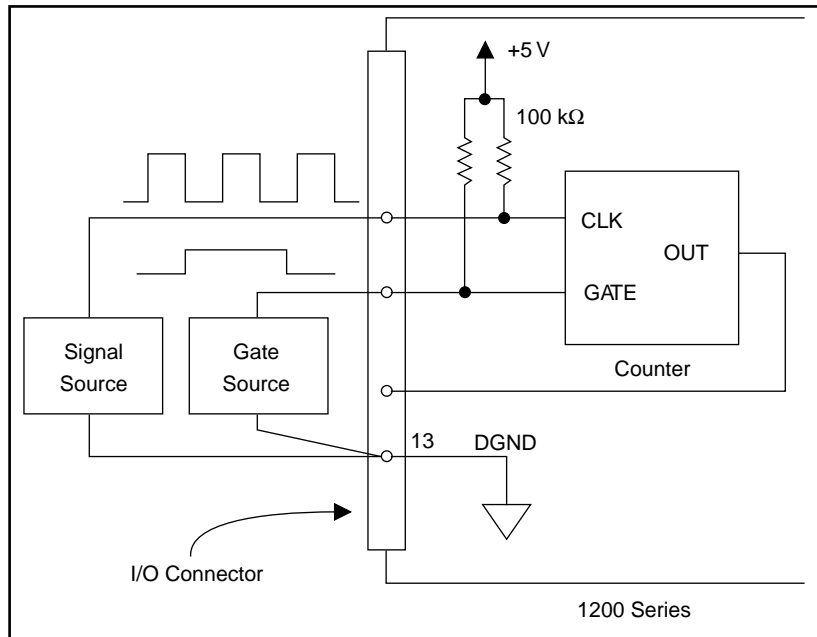 +5 V
100 kΩ
CLK
OUT
GATE
Signal
Source
Gate
Source
Counter
13
DGND
I/O Connector
1200 Series